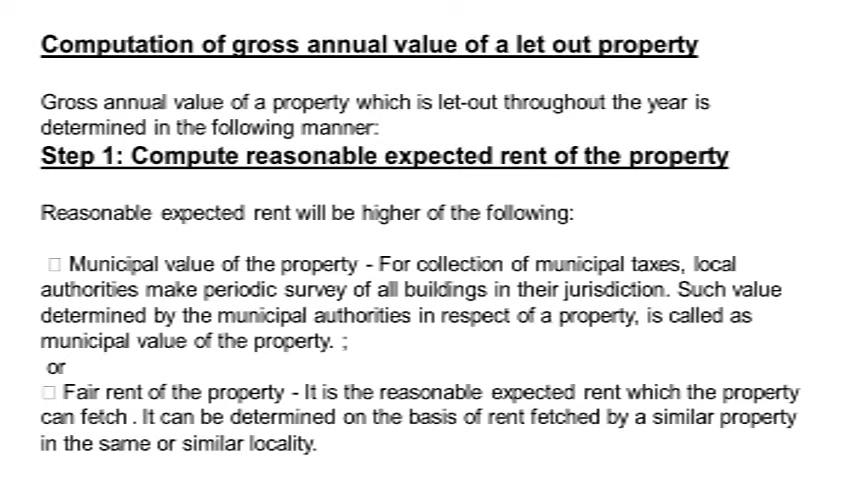 Computation of gross annual value of a let out property
Gross annual value of a property which is let-out throughout the year is
determined in the following manner:
Step 1: Compute reasonable expected rent of the property
Reasonable expected rent will be higher of the following:
□ Municipal value of the property - For collection of municipal taxes, local
authorities make periodic survey of all buildings in their jurisdiction. Such value
determined by the municipal authorities in respect of a property, is called as
municipal value of the property. ;
or
□ Fair rent of the property - It is the reasonable expected rent which the property
can fetch . It can be determined on the basis of rent fetched by a similar property
in the same or similar locality.